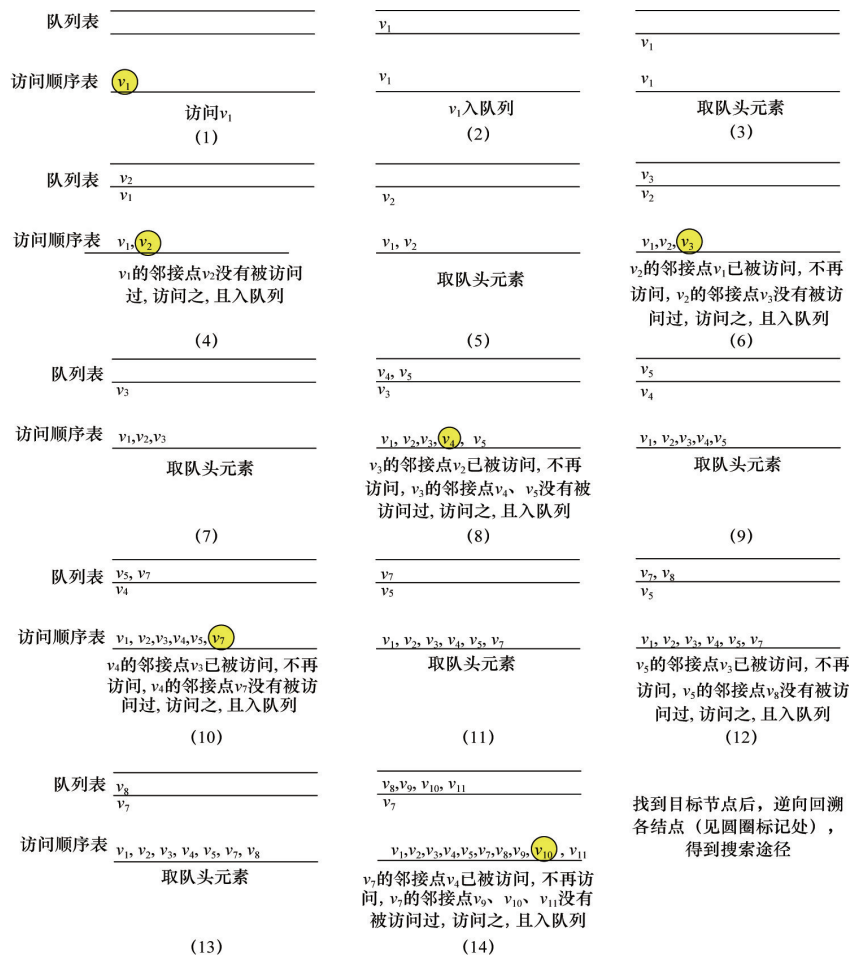 队列表
v₁
v₁
访问顺序表 v₁
v₁
v₁
访问v₁
v₁入队列
取队头元素
(1)
(2)
(3)
队列表 v₂
v₁
v₂
v₃
v₂
访问顺序表 v₁, v₂
v₁, v₂
v₁,v₂,v₃
v₁的邻接点v₂没有被访问
过, 访问之, 且入队列
取队头元素
v₂的邻接点v₁已被访问, 不再
访问, v₂的邻接点v₃没有被访
问过, 访问之, 且入队列
(4)
(5)
(6)
队列表
v₃
v₄, v₅
v₃
v₅
v₄
访问顺序表 v₁,v₂,v₃
v₁, v₂,v₃, v₄, v₅
v₁, v₂,v₃,v₄,v₅
取队头元素
v₃的邻接点v₂已被访问, 不再
访问, v₃的邻接点v₄、v₅没有被
访问过, 访问之, 且入队列
取队头元素
(7)
(8)
(9)
队列表 v₅, v₇
v₄
v₇
v₅
v₇, v₈
v₅
访问顺序表 v₁, v₂,v₃,v₄,v₅, v₇
v₁, v₂, v₃, v₄, v₅, v₇
v₁, v₂, v₃, v₄, v₅, v₇
v₄的邻接点v₃已被访问, 不再
访问, v₄的邻接点v₇没有被访
问过, 访问之, 且入队列
取队头元素
v₅的邻接点v₃已被访问, 不再
访问, v₅的邻接点v₈没有被访
问过, 访问之, 且入队列
(10)
(11)
(12)
队列表 v₈
v₇
v₈,v₉, v₁₀, v₁₁
v₇
访问顺序表 v₁, v₂, v₃, v₄, v₅, v₇, v₈
v₁,v₂,v₃,v₄,v₅,v₇,v₈,v₉, v₁₀, v₁₁
取队头元素
v₇的邻接点v₄已被访问, 不再访
问, v₇的邻接点v₉、v₁₀、v₁₁没有
被访问过, 访问之, 且入队列
(13)
(14)
找到目标节点后，逆向回溯
各结点（见圆圈标记处），
得到搜索途径